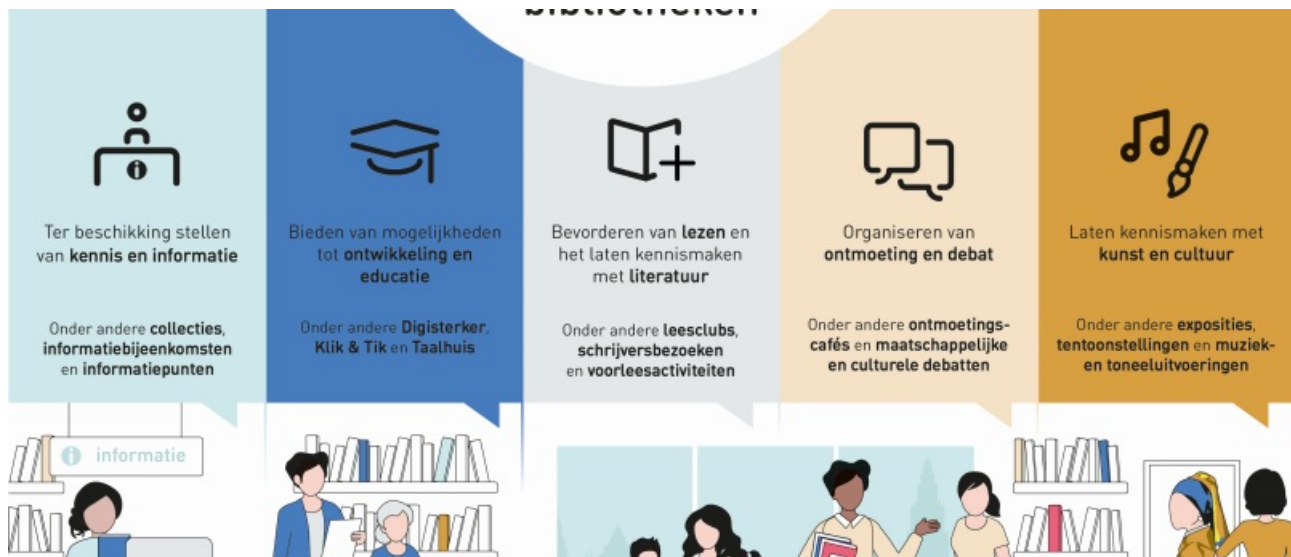 bibliotheken
Ter beschikking stellen
van kennis en informatie
Onder andere collecties,
informatiebijeenkomsten
en informatiepunten
Bieden van mogelijkheden
tot ontwikkeling en
educatie
Onder andere Digisterker,
Klik & Tik en Taalhuis
Bevorderen van lezen en
het laten kennismaken
met literatuur
Onder andere leesclubs,
schrijversbezoeken
en voorleesactiviteiten
Organiseren van
ontmoeting en debat
Onder andere ontmoetings-
cafés en maatschappelijke
en culturele debatten
Laten kennismaken met
kunst en cultuur
Onder andere exposities,
tentoonstellingen en muziek-
en toneeluitvoeringen
i informatie